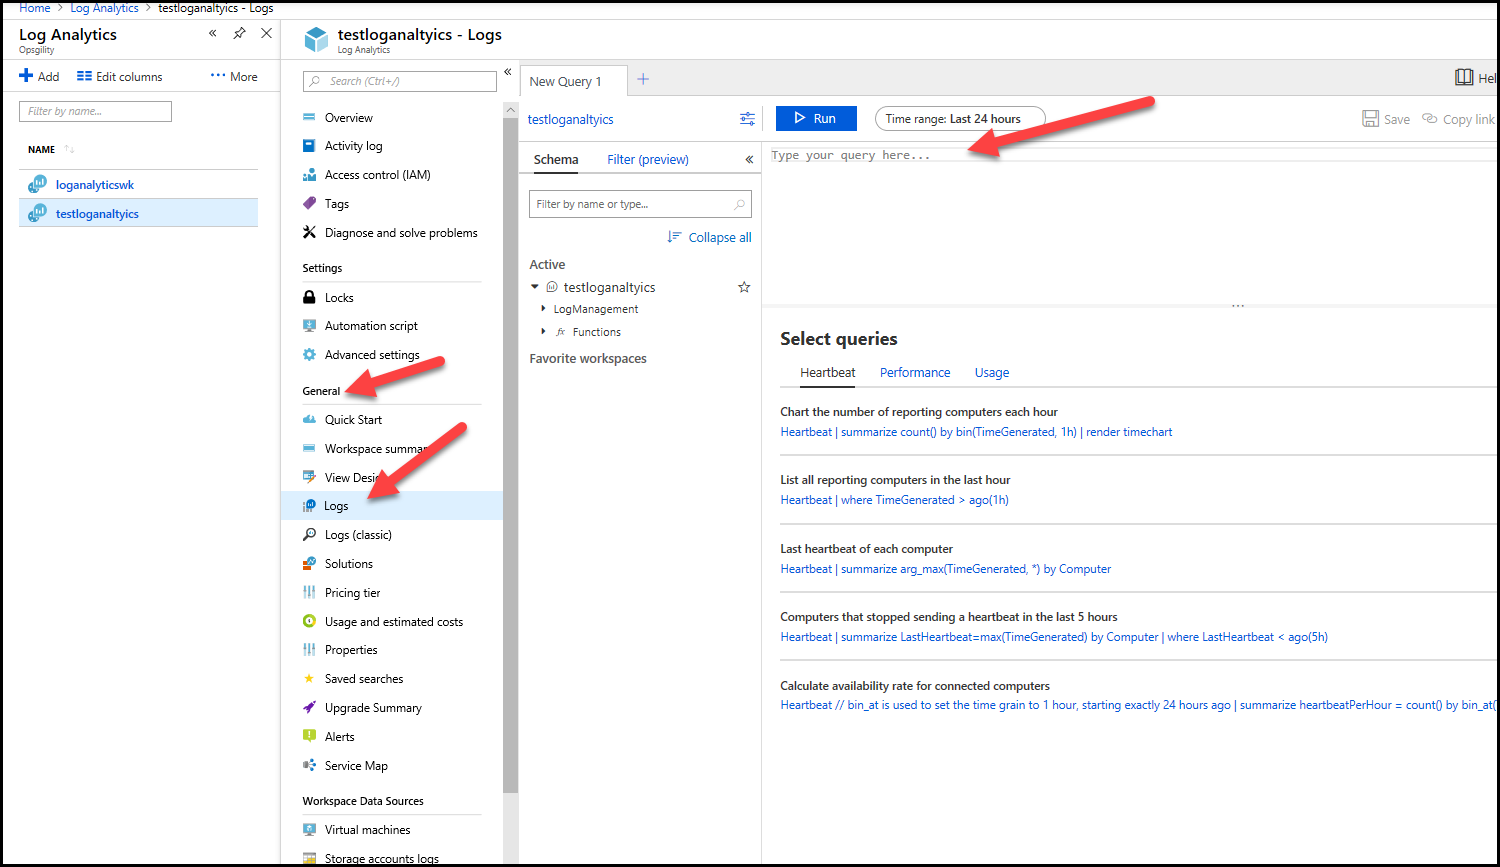 Home > Log Analytics > testloganaltyics - Logs
Log Analytics
Opsgility
Add
Edit columns
More
Filter by name...
NAME
loganalyticswk
testloganaltyics
testloganaltyics - Logs
Log Analytics
Search (Ctrl+/)
Overview
Activity log
Access control (IAM)
Tags
Diagnose and solve problems
Settings
Locks
Automation script
Advanced settings
General
Quick Start
Workspace summar
View Desi
Logs
Logs (classic)
Solutions
Pricing tier
Usage and estimated costs
Properties
Saved searches
Upgrade Summary
Alerts
Service Map
Workspace Data Sources
Virtual machines
Storage accounts logs
New Query 1
Hel
testloganaltyics
Run
Time range: Last 24 hours
Save
Copy link
Schema
Filter (preview)
Filter by name or type...
Collapse all
Active
testloganaltyics
LogManagement
fx Functions
Favorite workspaces
Type your query here...
Select queries
Heartbeat
Performance
Usage
Chart the number of reporting computers each hour
Heartbeat | summarize count() by bin(TimeGenerated, 1h) | render timechart
List all reporting computers in the last hour
Heartbeat | where TimeGenerated > ago(1h)
Last heartbeat of each computer
Heartbeat | summarize arg_max(TimeGenerated, *) by Computer
Computers that stopped sending a heartbeat in the last 5 hours
Heartbeat | summarize LastHeartbeat=max(TimeGenerated) by Computer | where LastHeartbeat < ago(5h)
Calculate availability rate for connected computers
Heartbeat // bin_at is used to set the time grain to 1 hour, starting exactly 24 hours ago | summarize heartbeatPerHour = count() by bin_at(